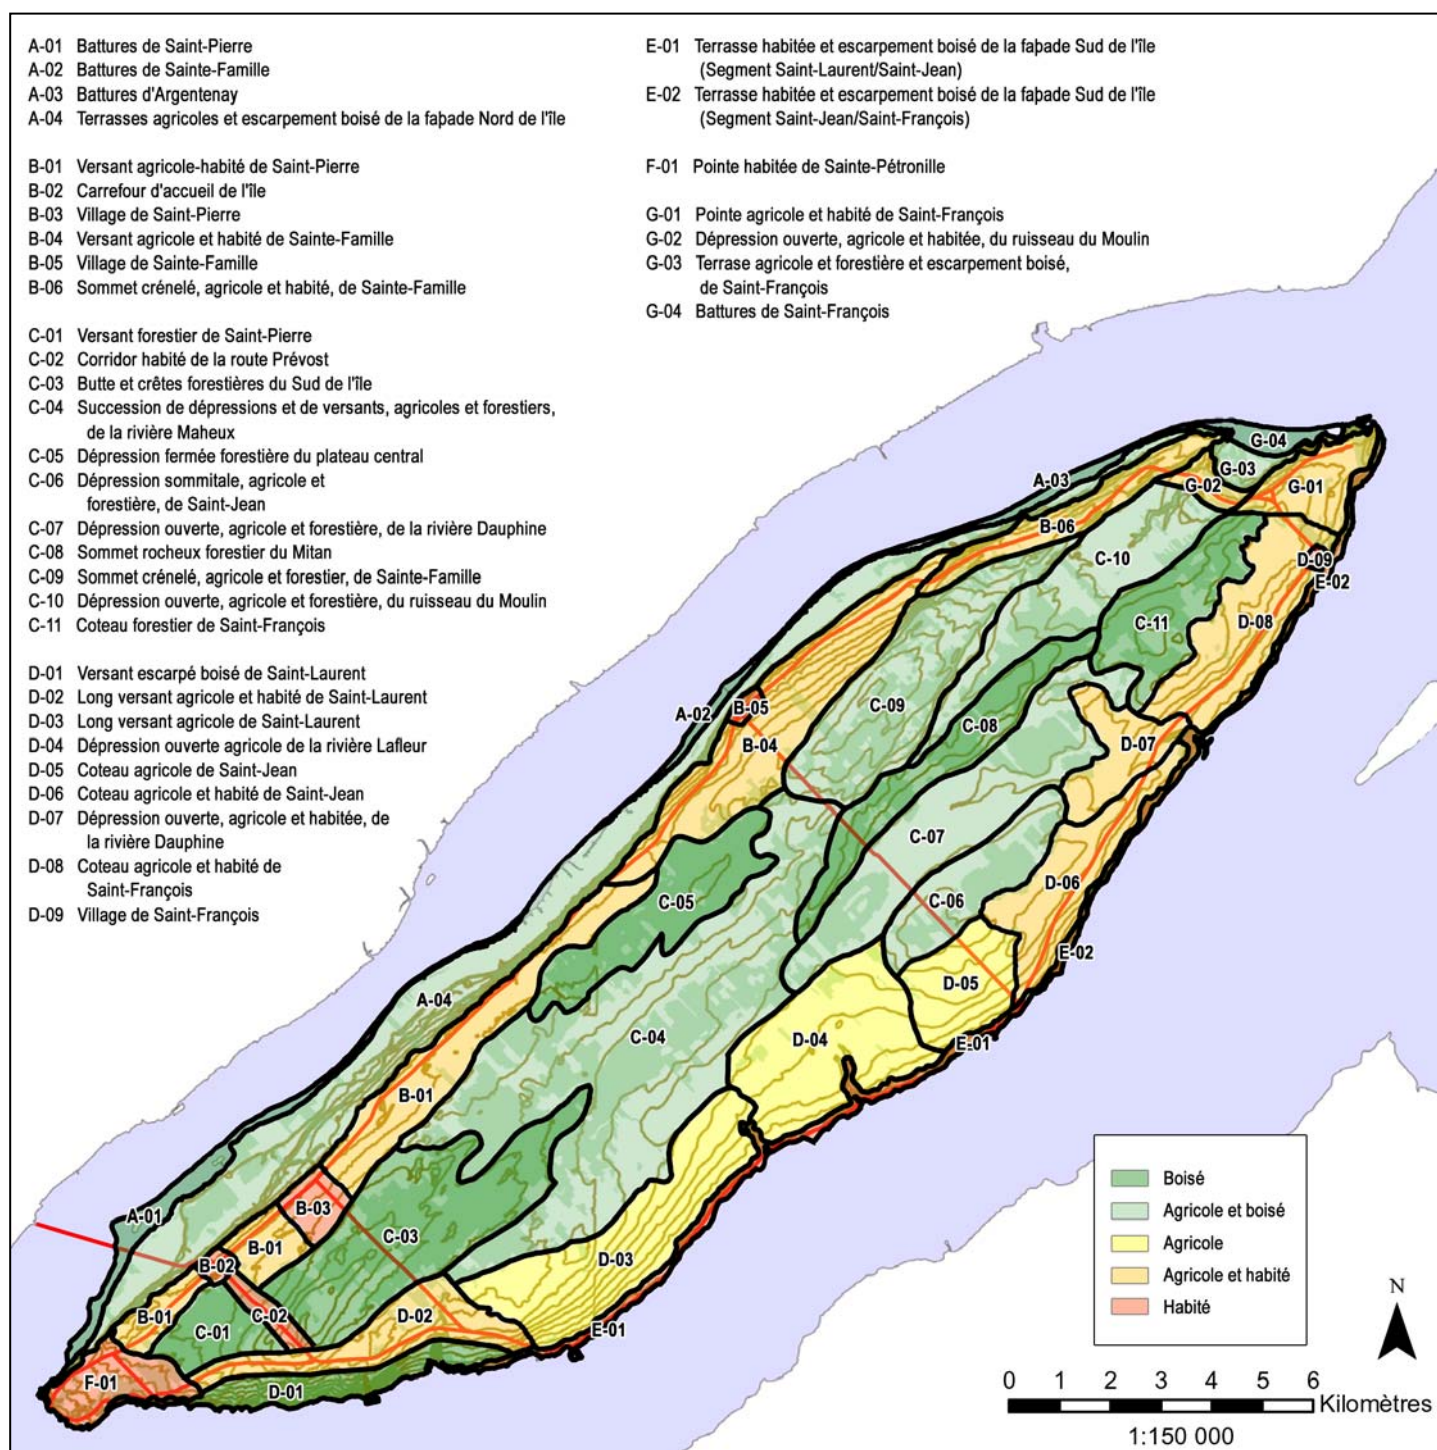 A-01 Battures de Saint-Pierre
A-02 Battures de Sainte-Famille
A-03 Battures d'Argentenay
A-04 Terrasses agricoles et escarpement boisé de la faþade Nord de l'île
B-01 Versant agricole-habité de Saint-Pierre
B-02 Carrefour d'accueil de l'île
B-03 Village de Saint-Pierre
B-04 Versant agricole et habité de Sainte-Famille
B-05 Village de Sainte-Famille
B-06 Sommet crénelé, agricole et habité, de Sainte-Famille
C-01 Versant forestier de Saint-Pierre
C-02 Corridor habité de la route Prévost
C-03 Butte et crêtes forestières du Sud de l'île
C-04 Succession de dépressions et de versants, agricoles et forestiers,
de la rivière Maheux
C-05 Dépression fermée forestière du plateau central
C-06 Dépression sommitale, agricole et
forestière, de Saint-Jean
C-07 Dépression ouverte, agricole et forestière, de la rivière Dauphine
C-08 Sommet rocheux forestier du Mitan
C-09 Sommet crénelé, agricole et forestier, de Sainte-Famille
C-10 Dépression ouverte, agricole et forestière, du ruisseau du Moulin
C-11 Coteau forestier de Saint-François
D-01 Versant escarpé boisé de Saint-Laurent
D-02 Long versant agricole et habité de Saint-Laurent
D-03 Long versant agricole de Saint-Laurent
D-04 Dépression ouverte agricole de la rivière Lafleur
D-05 Coteau agricole de Saint-Jean
D-06 Coteau agricole et habité de Saint-Jean
D-07 Dépression ouverte, agricole et habitée, de
la rivière Dauphine
D-08 Coteau agricole et habité de
Saint-François
D-09 Village de Saint-François
E-01 Terrasse habitée et escarpement boisé de la faþade Sud de l'île
(Segment Saint-Laurent/Saint-Jean)
E-02 Terrasse habitée et escarpement boisé de la faþade Sud de l'île
(Segment Saint-Jean/Saint-François)
F-01 Pointe habitée de Sainte-Pétronille
G-01 Pointe agricole et habité de Saint-François
G-02 Dépression ouverte, agricole et habitée, du ruisseau du Moulin
G-03 Terrase agricole et forestière et escarpement boisé,
de Saint-François
G-04 Battures de Saint-François
G-04
G-03
A-03
G-02
G-01
B-06
C-10
D-09
E-02
C-11
D-08
B-05
A-02
C-09
C-08
B-04
D-07
C-07
D-06
C-05
C-06
E-02
D-05
A-04
C-04
D-04
E-01
B-01
B-03
A-01
C-03
B-01
D-03
B-02
B-01
C-02
D-02
C-01
E-01
F-01
D-01
Boisé
Agricole et boisé
Agricole
Agricole et habité
Habité
N
0 1 2 3 4 5 6
Kilomètres
1:150 000